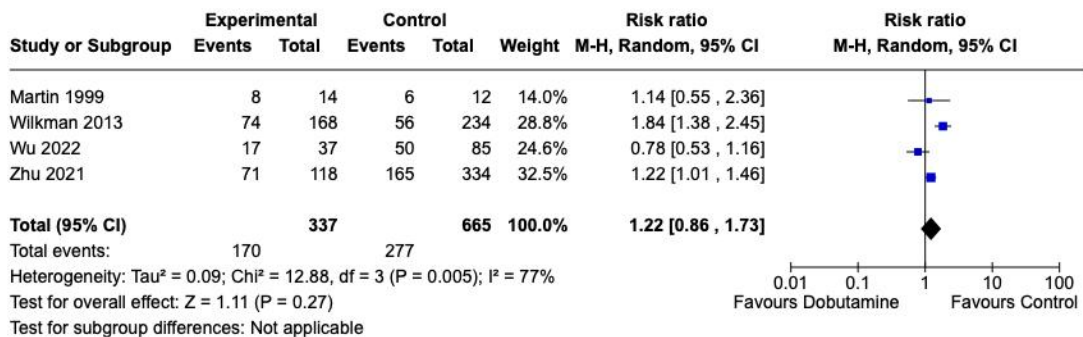 Experimental Control Risk ratio Risk ratio
Study or Subgroup Events Total Events Total Weight M-H, Random, 95% CI M-H, Random, 95% CI
Martin 1999 8 14 6 12 14.0% 1.14 [0.55 , 2.36]
Wilkman 2013 74 168 56 234 28.8% 1.84 [1.38 , 2.45]
Wu 2022 17 37 50 85 24.6% 0.78 [0.53 , 1.16]
Zhu 2021 71 118 165 334 32.5% 1.22 [1.01 , 1.46]
Total (95% CI) 337 665 100.0% 1.22 [0.86 , 1.73]
Total events: 170 277
Heterogeneity: Tau² = 0.09; Chi² = 12.88, df = 3 (P = 0.005); I² = 77%
0.01 0.1 1 10 100
Test for overall effect: Z = 1.11 (P = 0.27)
Favours Dobutamine Favours Control
Test for subgroup differences: Not applicable